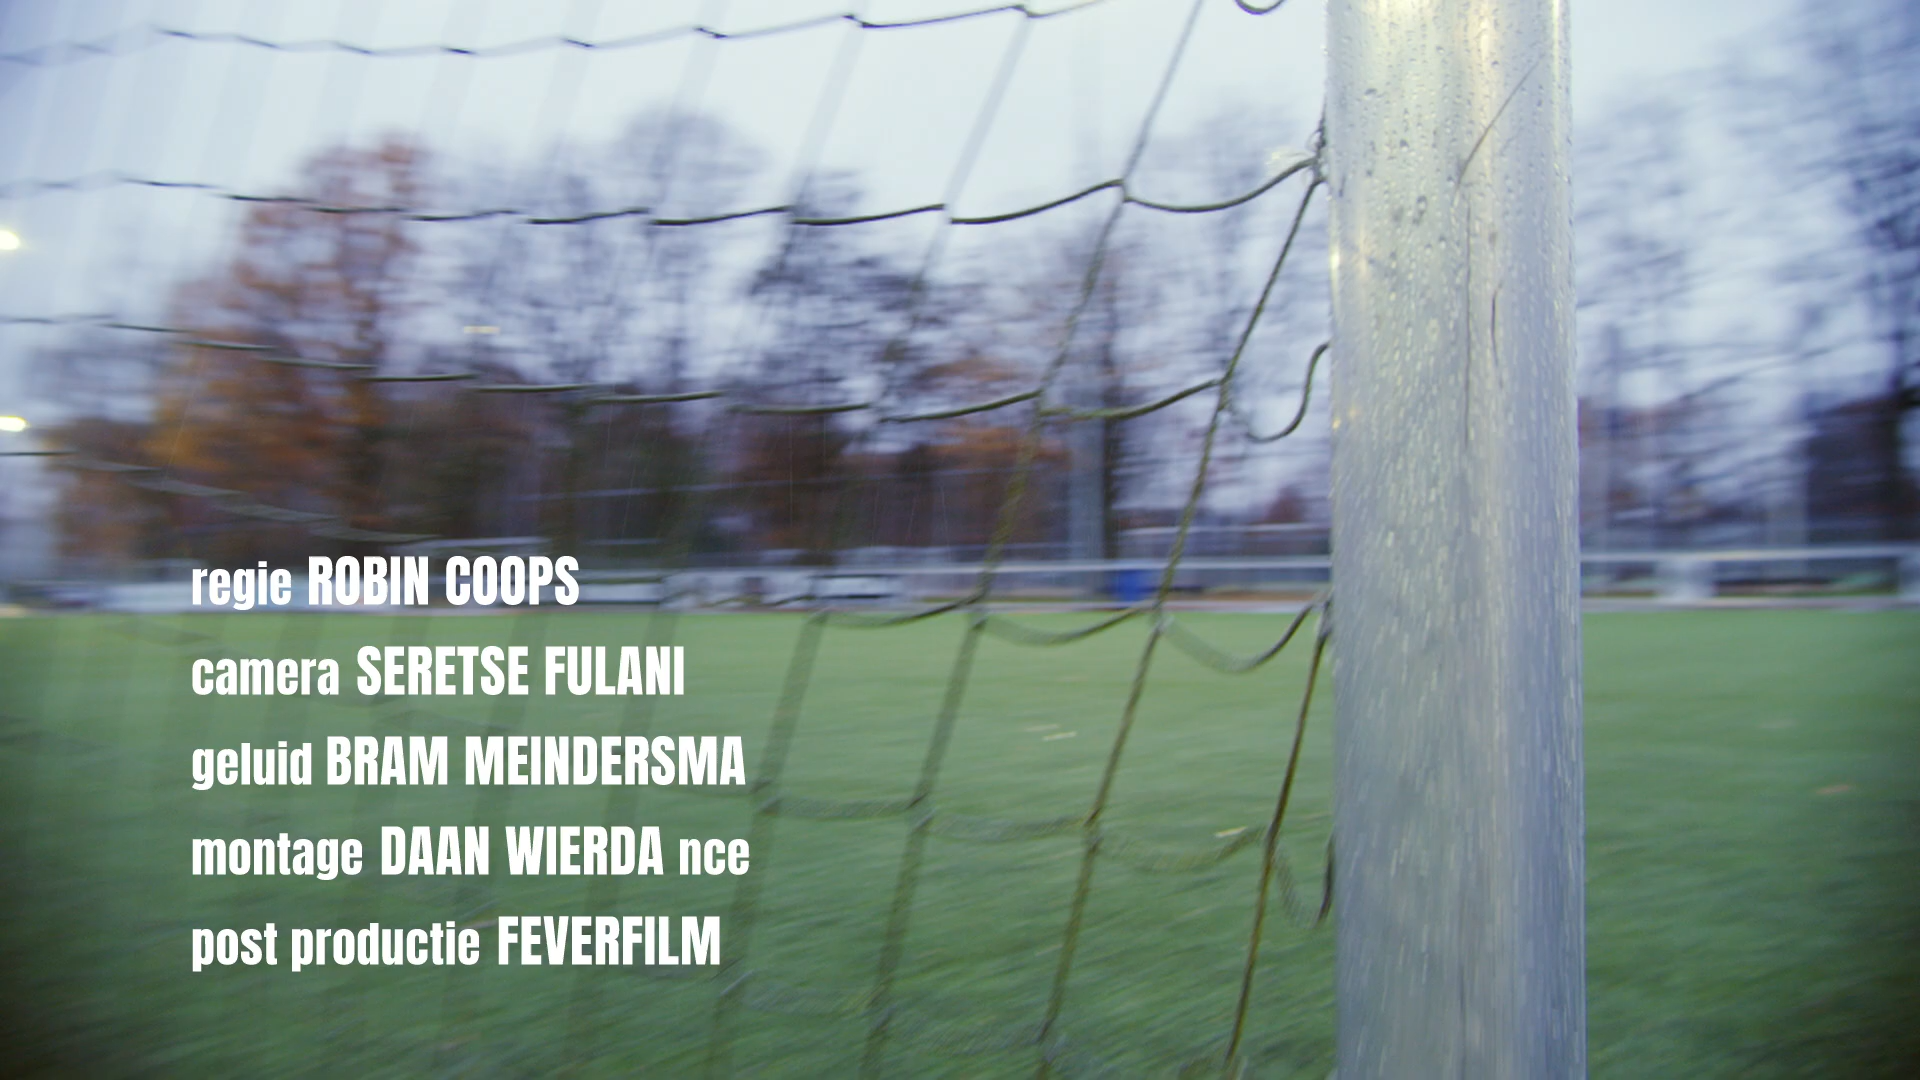 regie ROBIN COOPS
camera SERETSE FULANI
geluid BRAM MEINDERSMA
montage DAAN WIERDA nce
post productie FEVERFILM